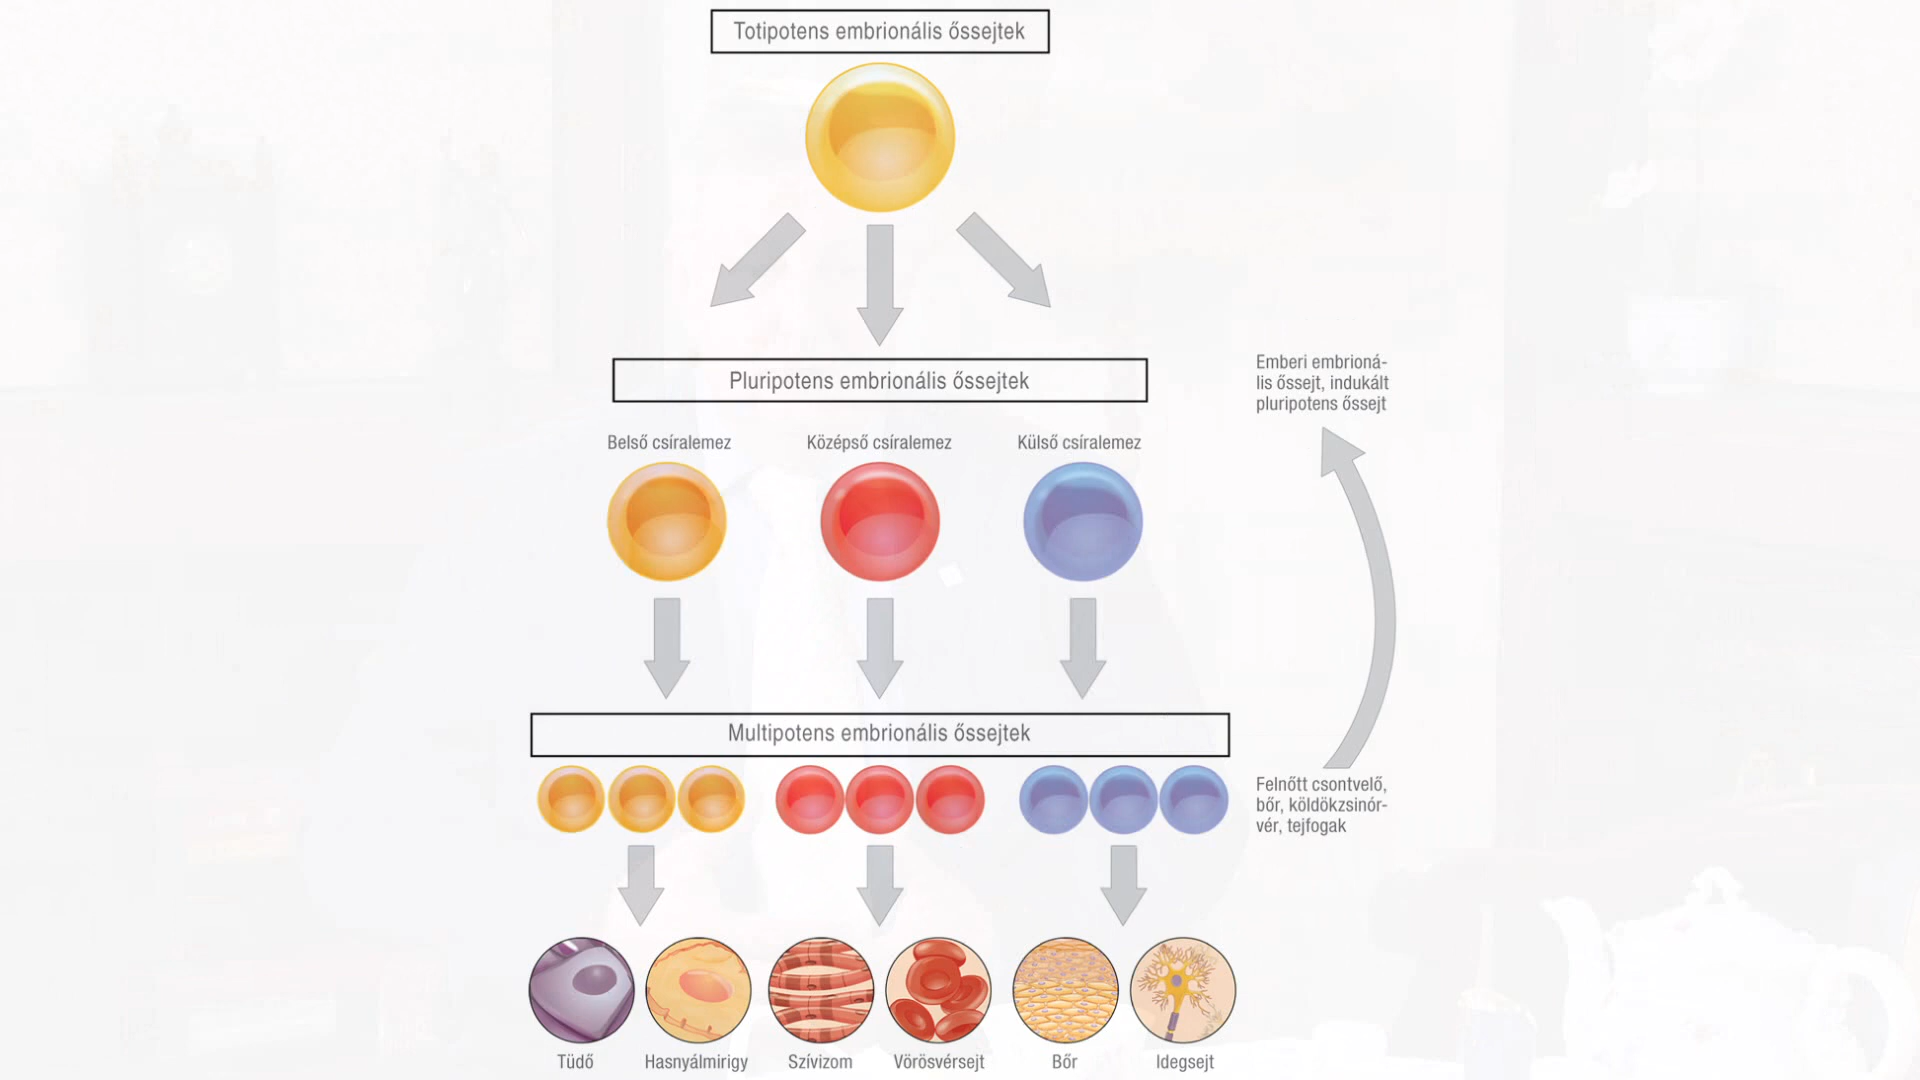 Totipotens embrionális őssejtek
Pluripotens embrionális őssejtek
Emberi embrioná-
lis őssejt, indukált
pluripotens őssejt
Belső csíralemez
Középső csíralemez
Külső csíralemez
Multipotens embrionális őssejtek
Felnőtt csontvelő,
bőr, köldökzsinór-
vér, tejfogak
Tüdő
Hasnyálmirigy
Szívizom
Vörösvérsejt
Bőr
Idegsejt